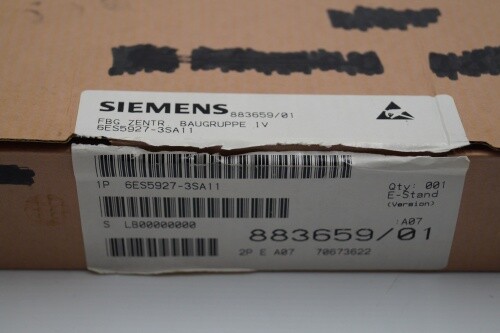 SIEMENS 883659/01
FBG ZENTR. BAUGRUPPE IV
6ES5927-3SA11
1P 6ES5927-3SA11
Qty: 001
E-Stand
(Version)
S L800000000
A07
883659/01
2P E A07 70673622